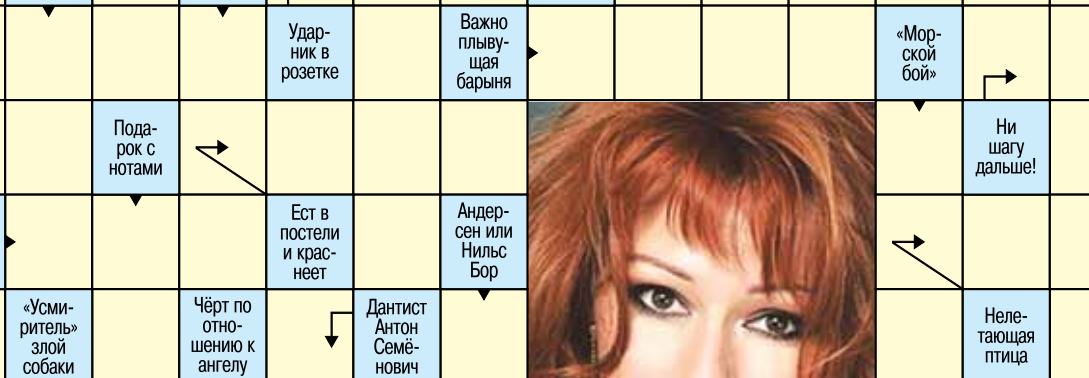 Удар-
ник в
розетке
Важно
плыву-
щая
барыня
«Мор-
ской
бой»
Пода-
рок с
нотами
Ни
шагу
дальше!
Ест в
постели
и крас-
неет
Андер-
сен или
Нильс
Бор
«Усми-
ритель»
злой
собаки
Чёрт по
отно-
шению к
ангелу
Дантист
Антон
Семё-
нович
Неле-
тающая
птица